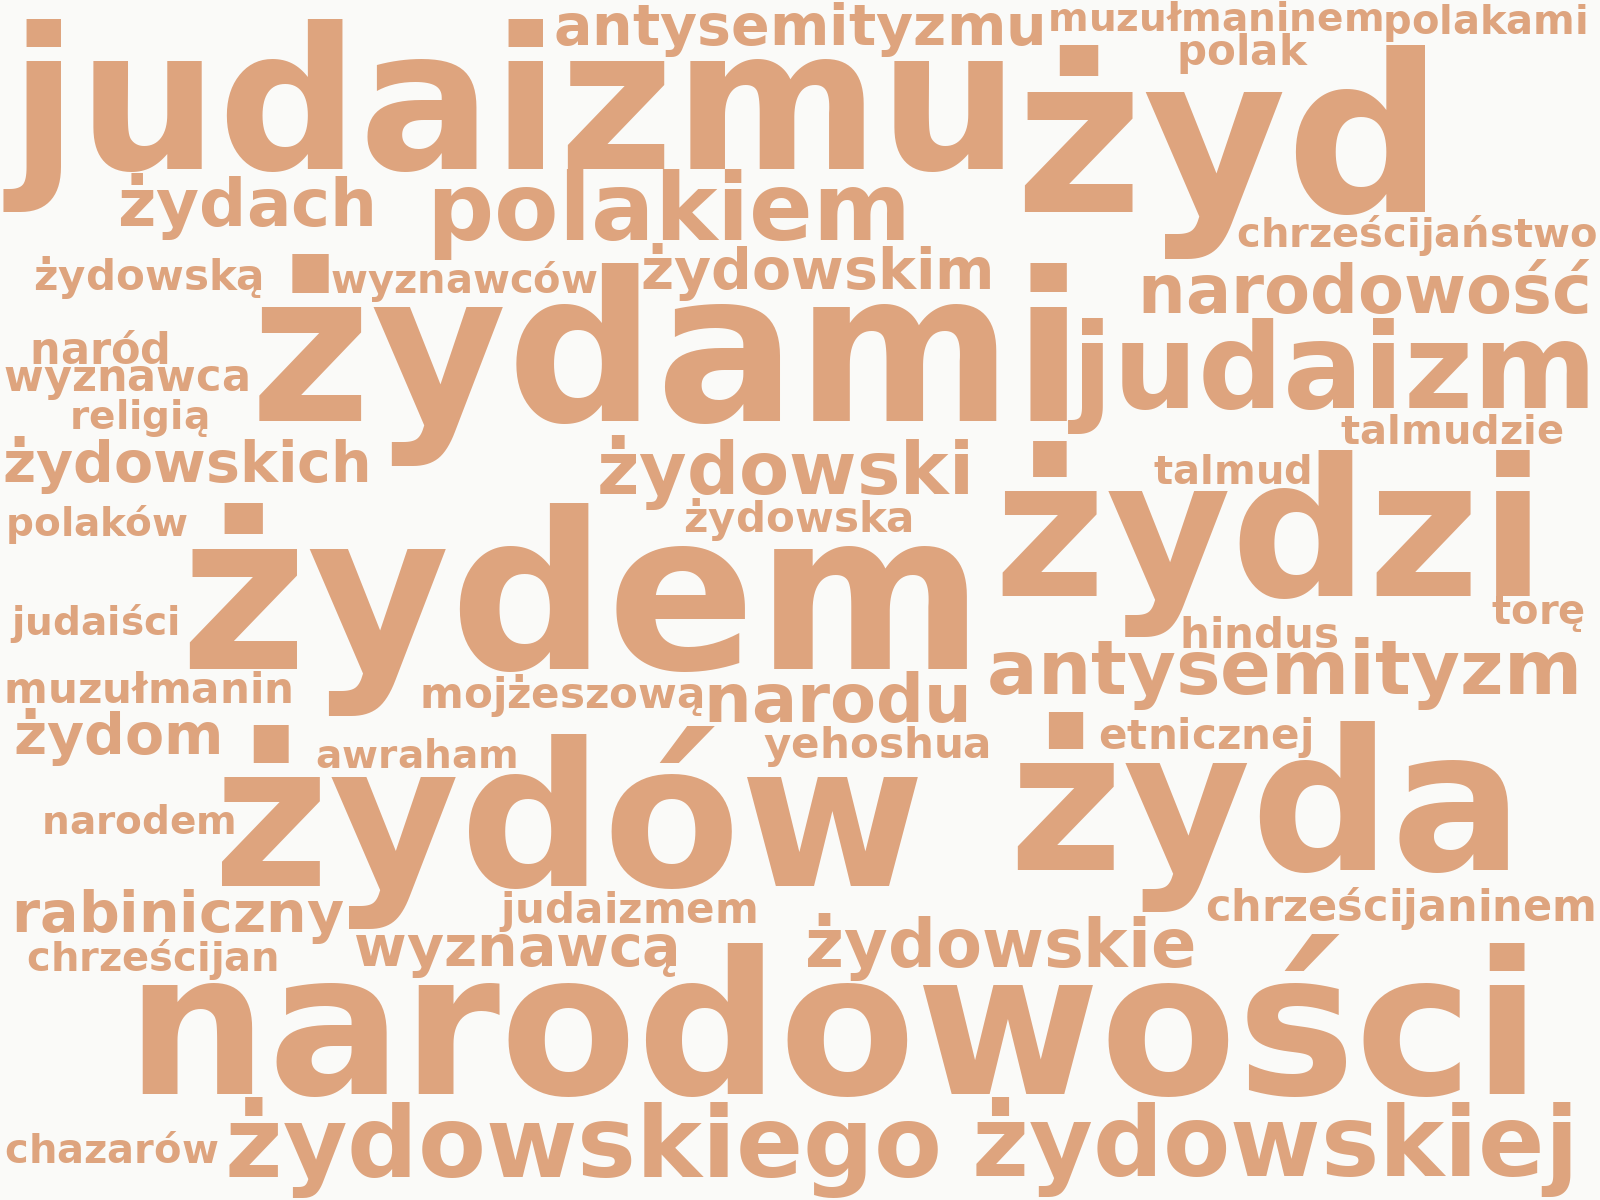 antysemityzmu
muzułmaninem
polakami
polak
judaizmu
żyd
żydach
polakiem
chrześcijaństwo
żydowską
wyznawców
żydowskim
narodowość
żydami
naród
judaizm
wyznawca
religią
talmudzie
żydowskich
żydowski
talmud
żydzi
polaków
żydowska
żydem
judaiści
torę
hindus
antysemityzm
muzułmanin
mojżeszową
narodu
żydom
awraham
yehoshua
etnicznej
żydów
żyda
narodem
rabiniczny
judaizmem
chrześcijaninem
chrześcijan
wyznawcą
żydowskie
narodowości
chazarów
żydowskiego
żydowskiej